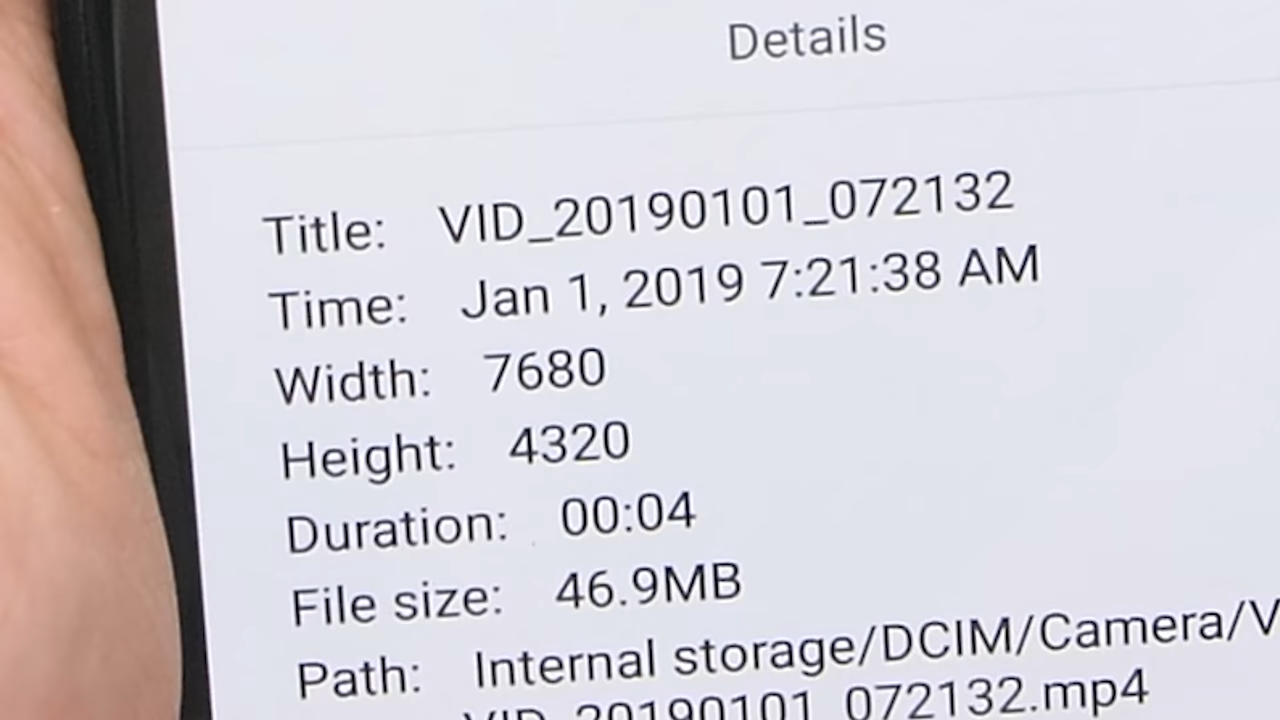 Details
Title: VID_20190101_072132
Time: Jan 1, 2019 7:21:38 AM
Width: 7680
Height: 4320
Duration: 00:04
File size: 46.9MB
Path: Internal storage/DCIM/Camera/V
VID_20190101_072132.mp4